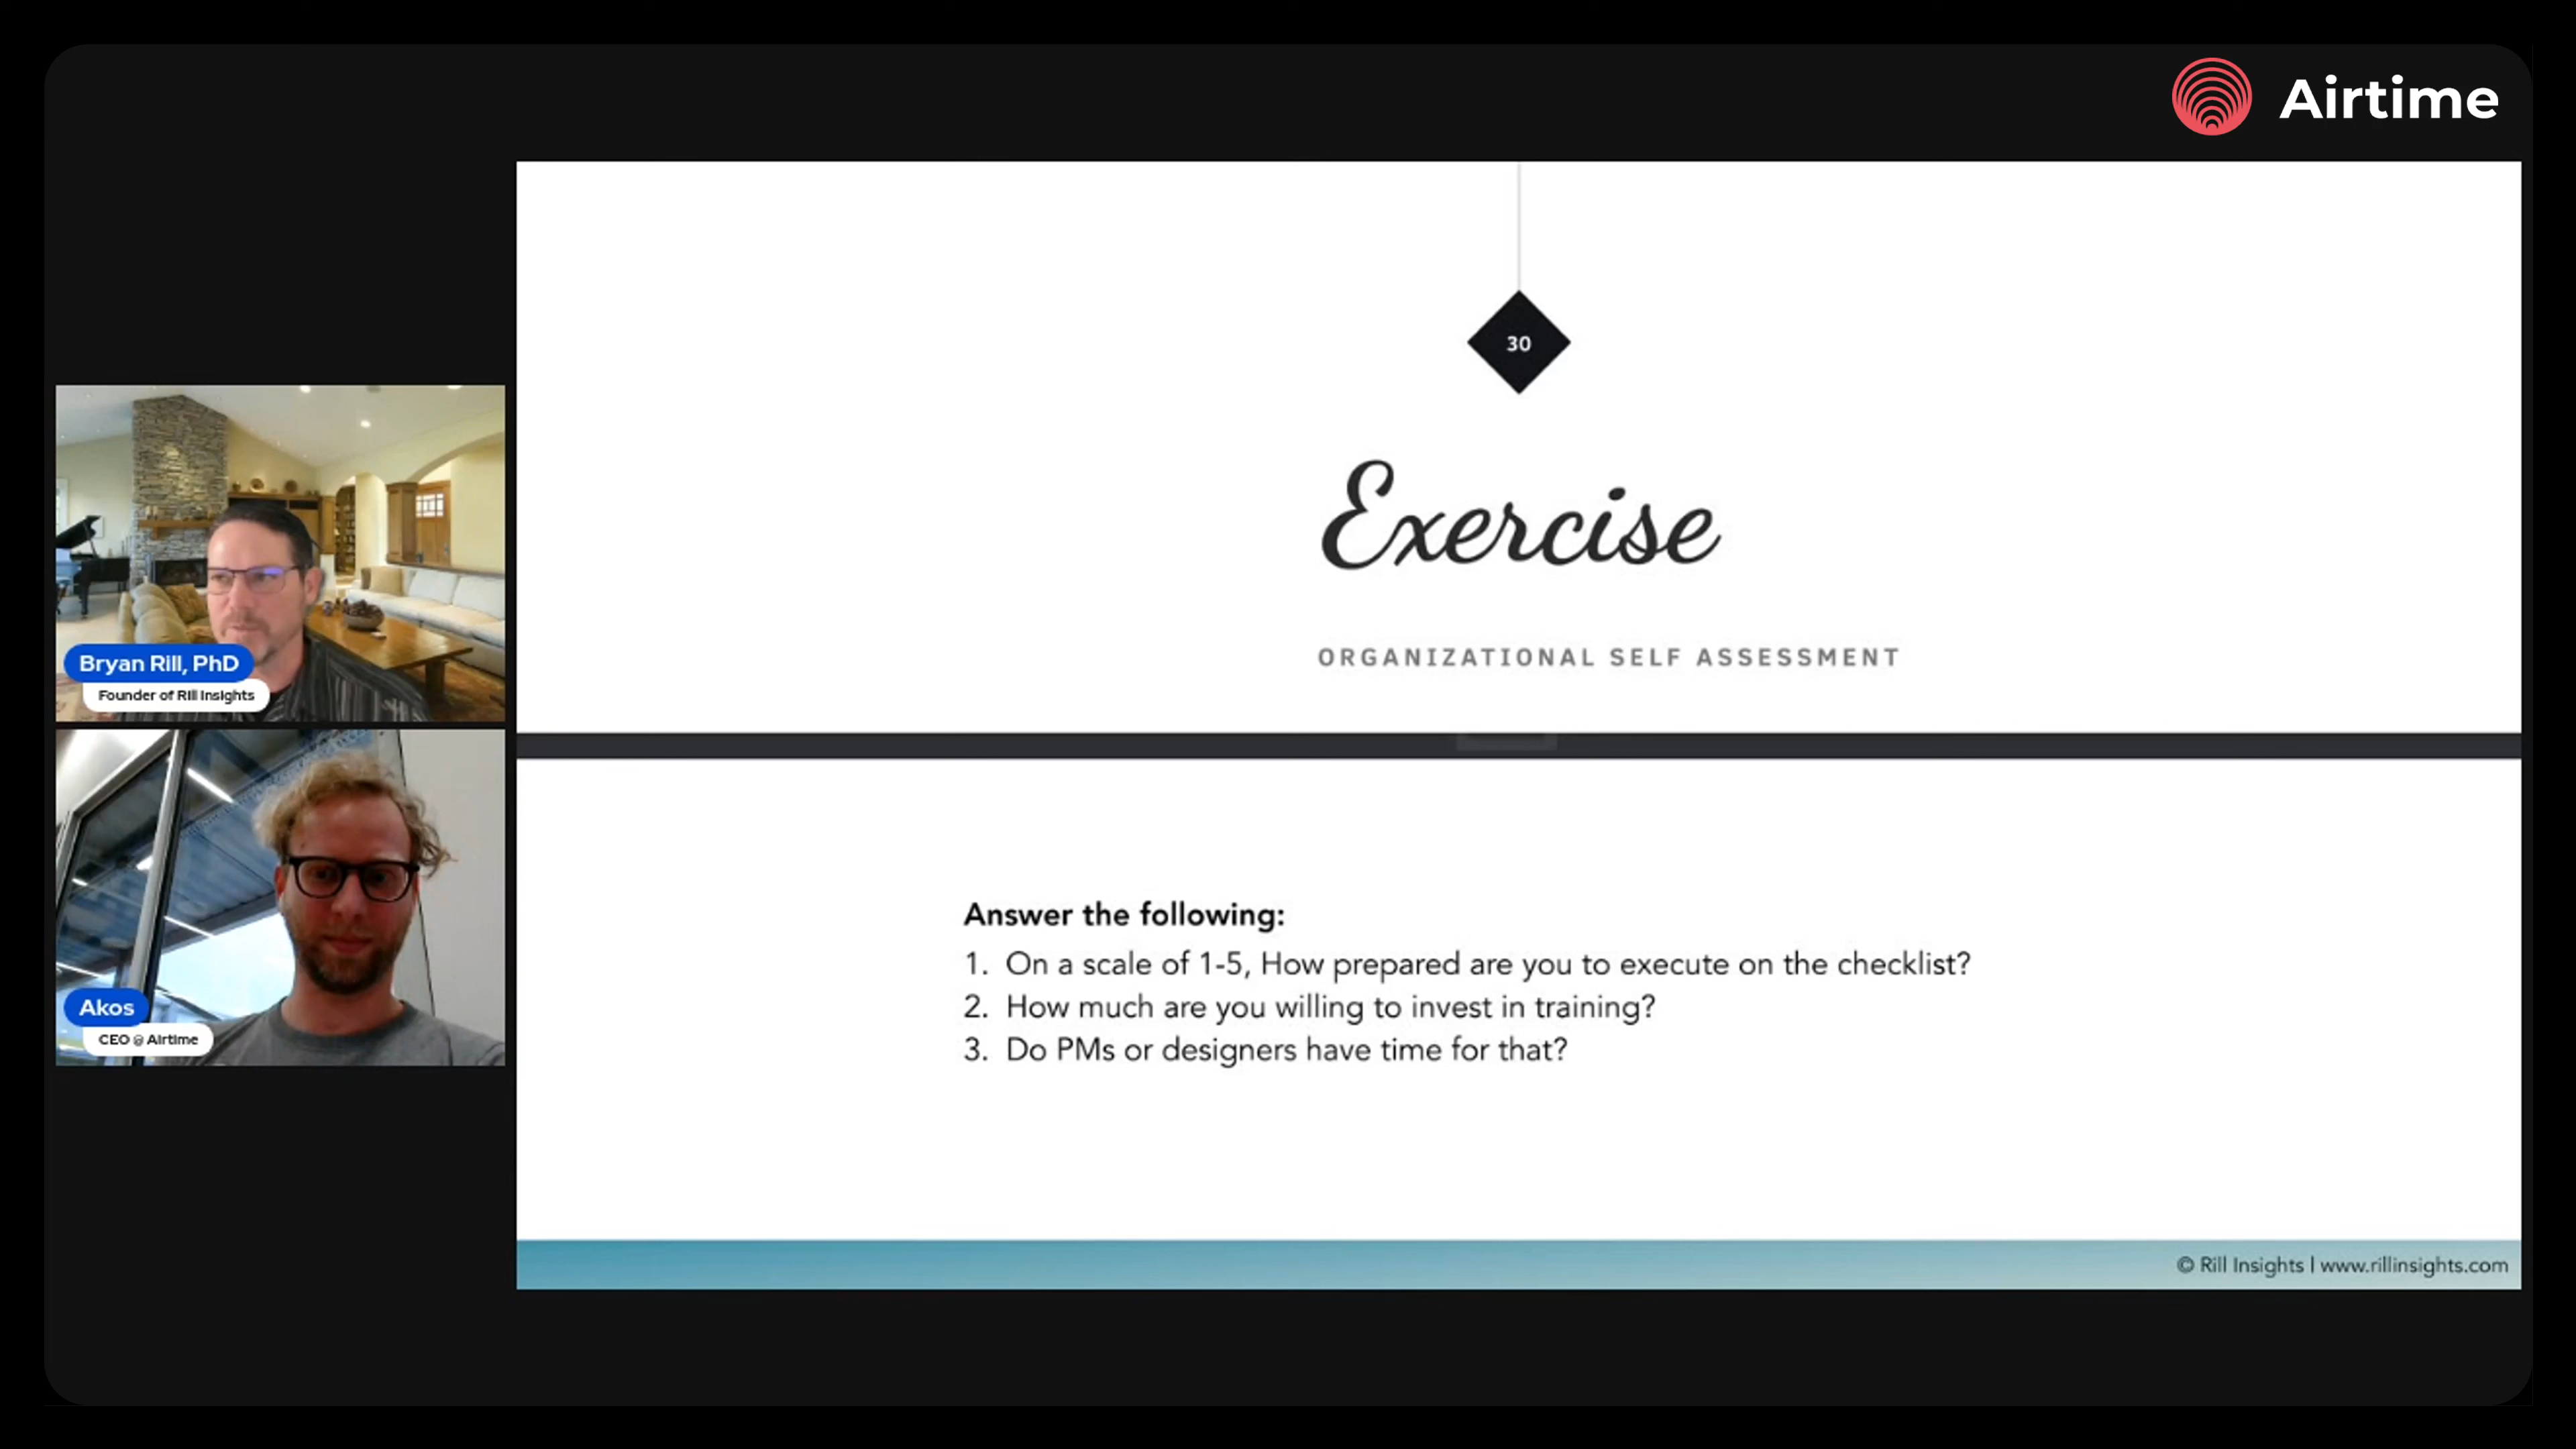 Airtime
30
Exercise
ORGANIZATIONAL SELF ASSESSMENT
Bryan Rill, PhD
Founder of Rill Insights
Akos
CEO @ Airtime
Answer the following:
1. On a scale of 1-5, How prepared are you to execute on the checklist?
2. How much are you willing to invest in training?
3. Do PMs or designers have time for that?
© Rill Insights | www.rillinsights.com